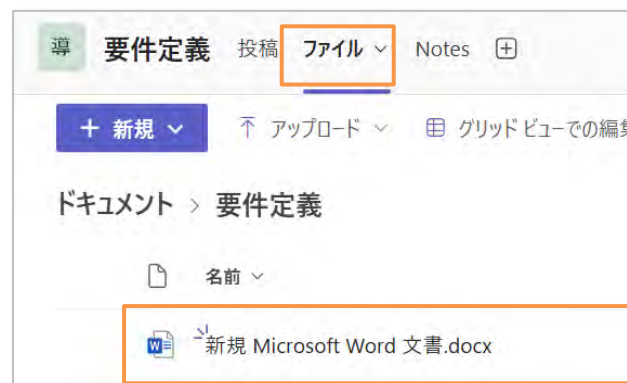 導 要件定義 投稿 ファイル Notes
+ 新規 アップロード グリッド ビューでの編集
ドキュメント > 要件定義
名前
W 新規 Microsoft Word 文書.docx